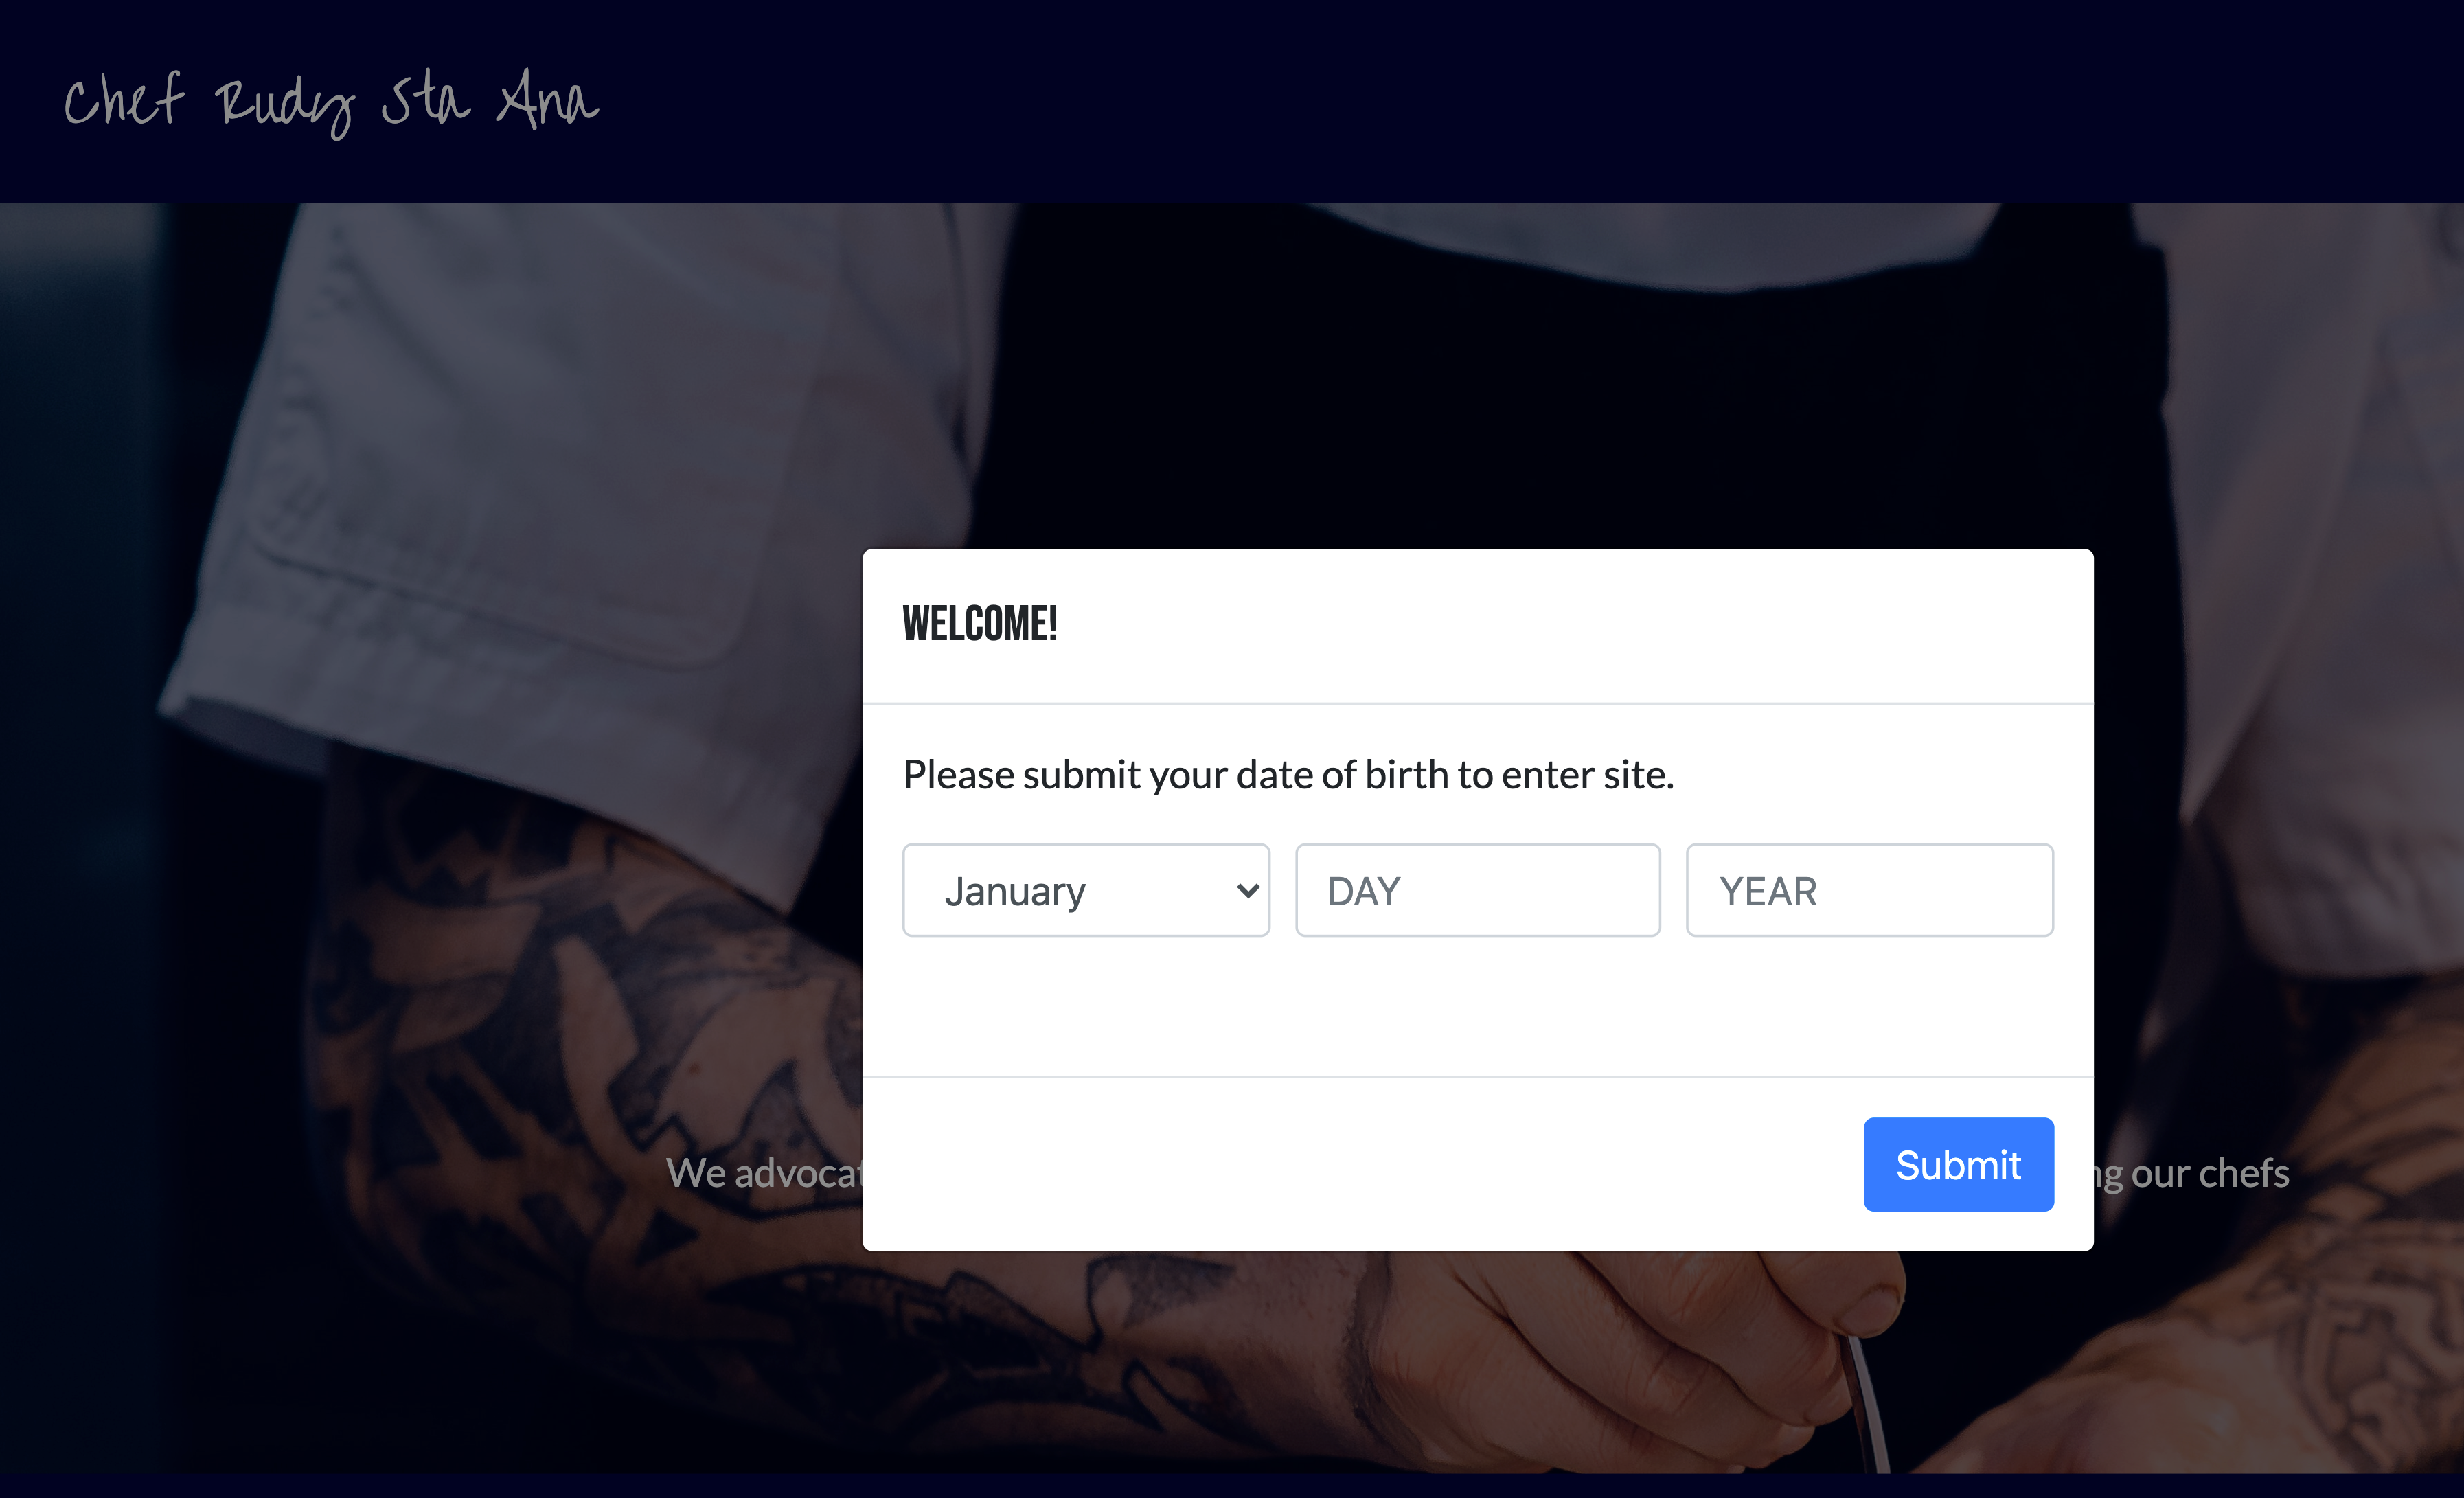 Chef Rudy Sta Ana
WELCOME!
Please submit your date of birth to enter site.
January DAY YEAR
Submit
We advocat ng our chefs